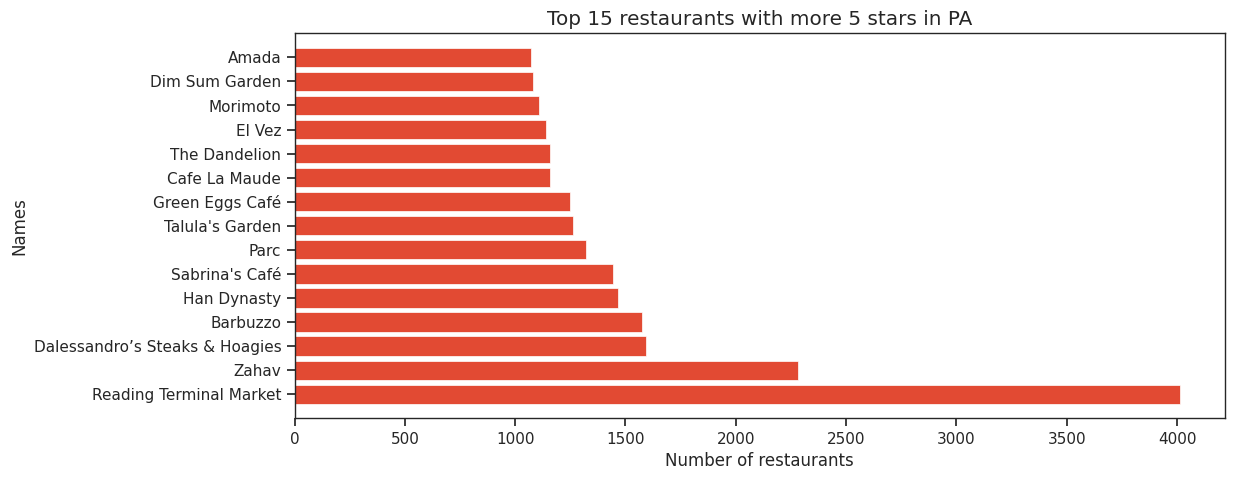 Top 15 restaurants with more 5 stars in PA
Names
Amada
Dim Sum Garden
Morimoto
El Vez
The Dandelion
Cafe La Maude
Green Eggs Café
Talula's Garden
Parc
Sabrina's Café
Han Dynasty
Barbuzzo
Dalessandro’s Steaks & Hoagies
Zahav
Reading Terminal Market
0 500 1000 1500 2000 2500 3000 3500 4000
Number of restaurants